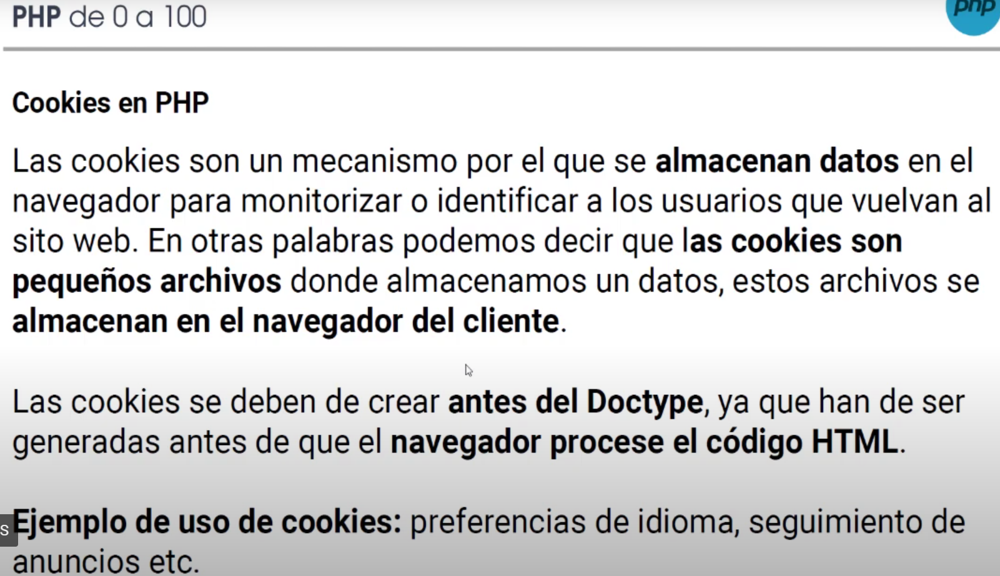 PHP de 0 a 100
php
Cookies en PHP
Las cookies son un mecanismo por el que se almacenan datos en el
navegador para monitorizar o identificar a los usuarios que vuelvan al
sito web. En otras palabras podemos decir que las cookies son
pequeños archivos donde almacenamos un datos, estos archivos se
almacenan en el navegador del cliente.
Las cookies se deben de crear antes del Doctype, ya que han de ser
generadas antes de que el navegador procese el código HTML.
s
Ejemplo de uso de cookies: preferencias de idioma, seguimiento de
anuncios etc.